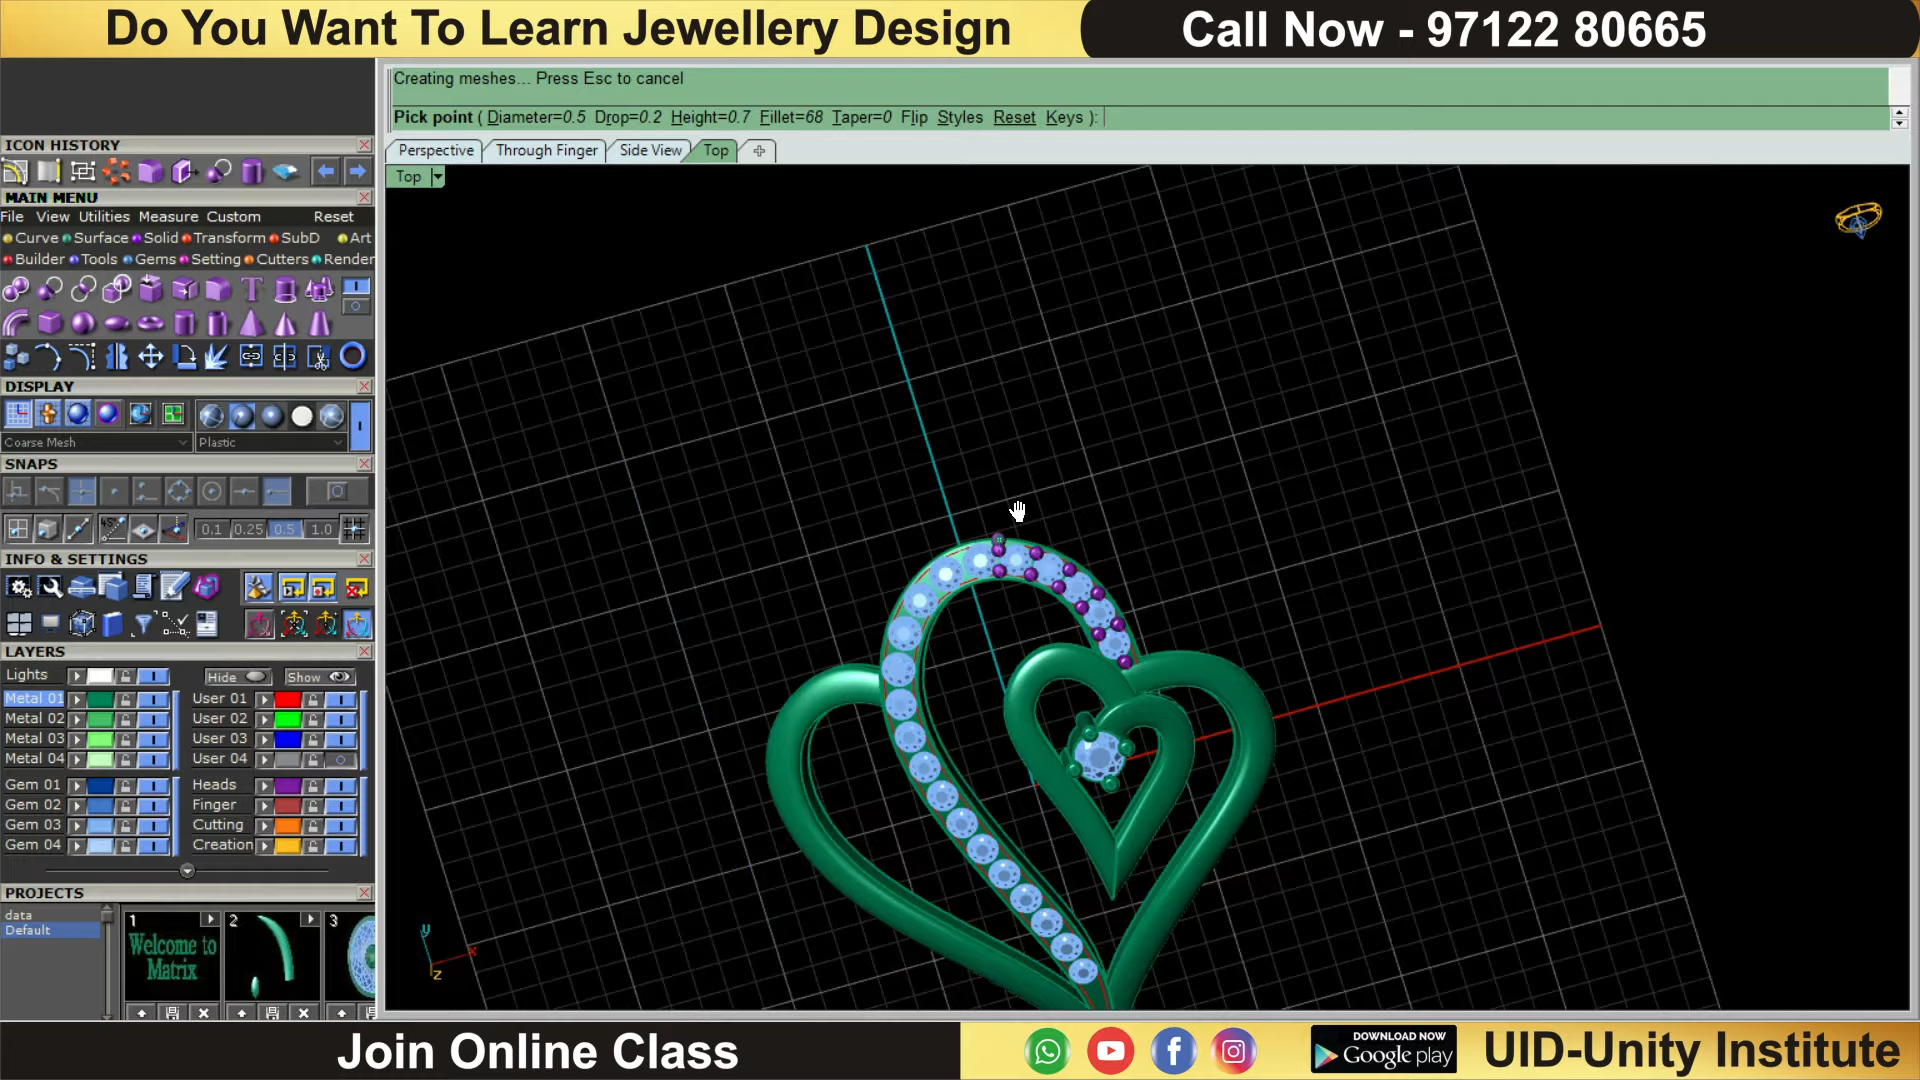 Do You Want To Learn Jewellery Design
Call Now - 97122 80665
Creating meshes... Press Esc to cancel
Pick point ( Diameter=0.5 Drop=0.2 Height=0.7 Fillet=68 Taper=0 Flip Styles Reset Keys ):
Perspective Through Finger Side View Top
Top
ICON HISTORY
MAIN MENU
File View Utilities Measure Custom Reset
Curve Surface Solid Transform SubD Art
Builder Tools Gems Setting Cutters Render
DISPLAY
Coarse Mesh Plastic
SNAPS
0.1 0.25 0.5 1.0
INFO & SETTINGS
LAYERS
Lights Hide Show
Metal 01 User 01
Metal 02 User 02
Metal 03 User 03
Metal 04 User 04
Gem 01 Heads
Gem 02 Finger
Gem 03 Cutting
Gem 04 Creation
PROJECTS
data
Default
1 2 3
Welcome to
Matrix
y x z
Join Online Class
DOWNLOAD NOW
Google play
UID-Unity Institute